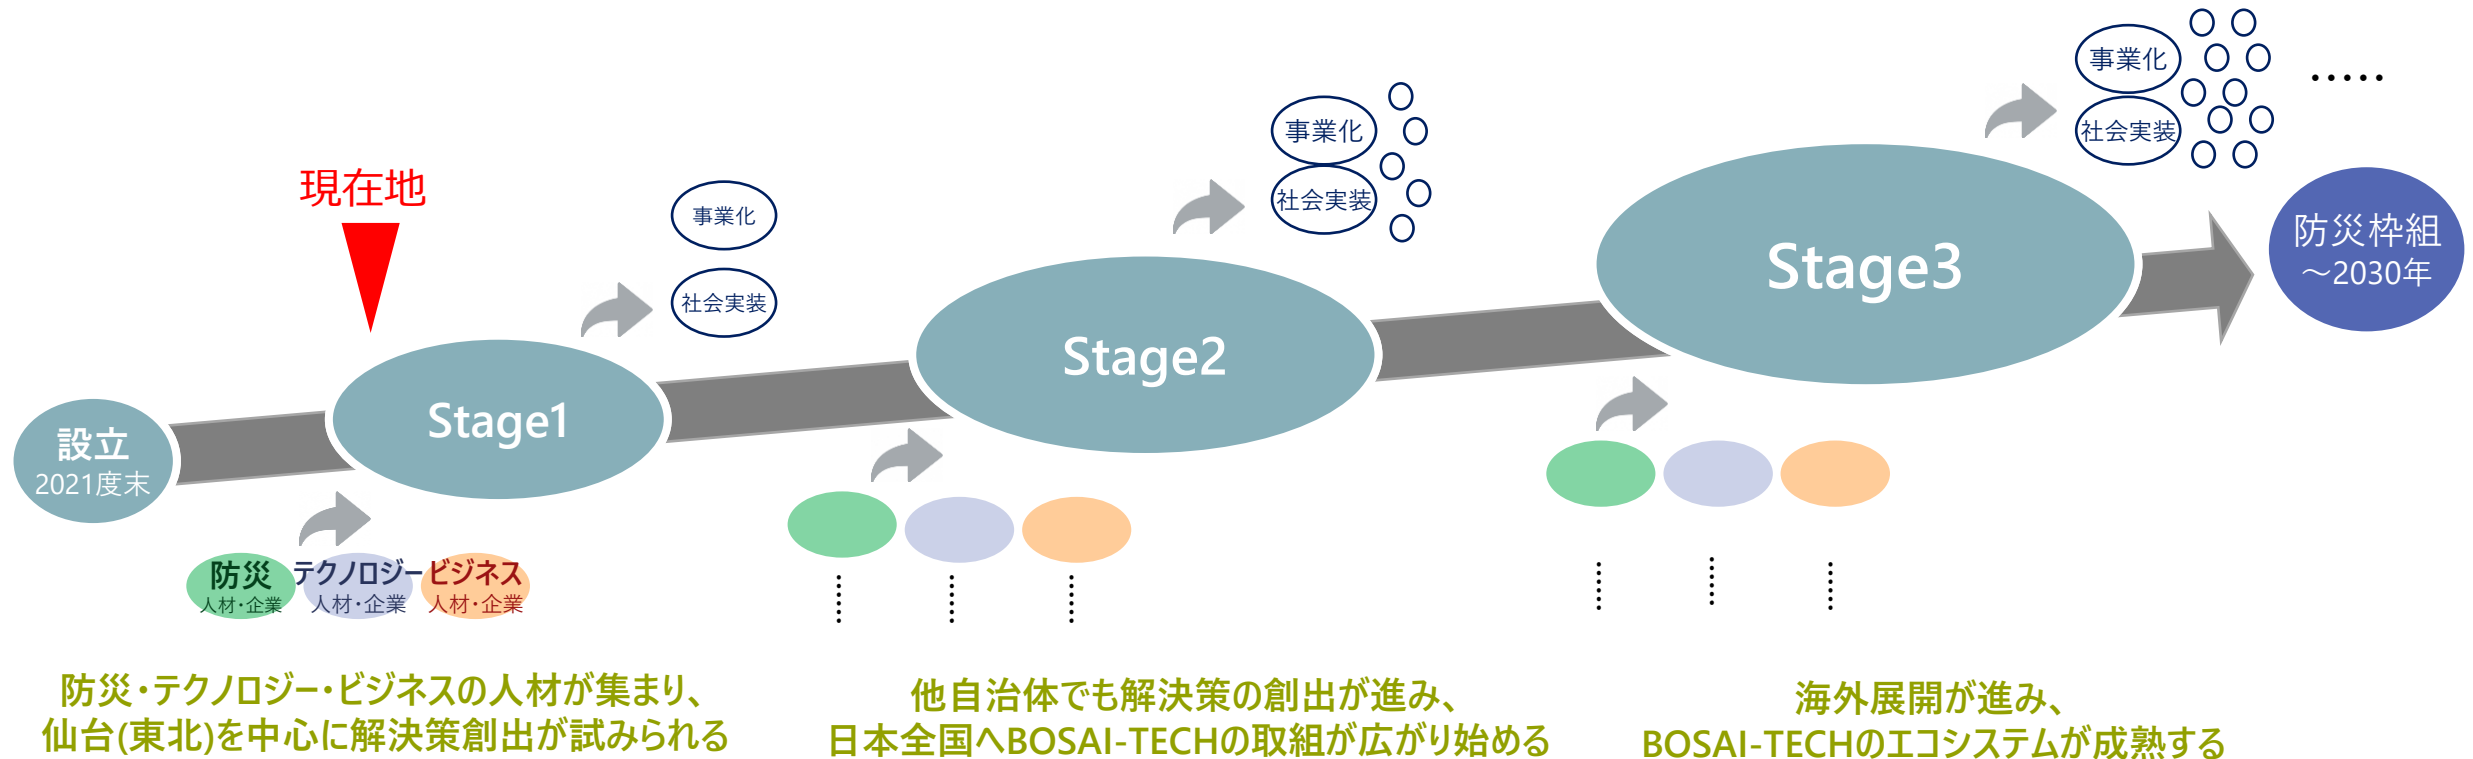 現在地
設立
2021度末
Stage1
事業化
社会実装
防災
人材・企業
テクノロジー
人材・企業
ビジネス
人材・企業
防災・テクノロジー・ビジネスの人材が集まり、
仙台(東北)を中心に解決策創出が試みられる
Stage2
事業化
社会実装
他自治体でも解決策の創出が進み、
日本全国へBOSAI-TECHの取組が広がり始める
Stage3
事業化
社会実装
・・・・・
防災枠組
～2030年
海外展開が進み、
BOSAI-TECHのエコシステムが成熟する